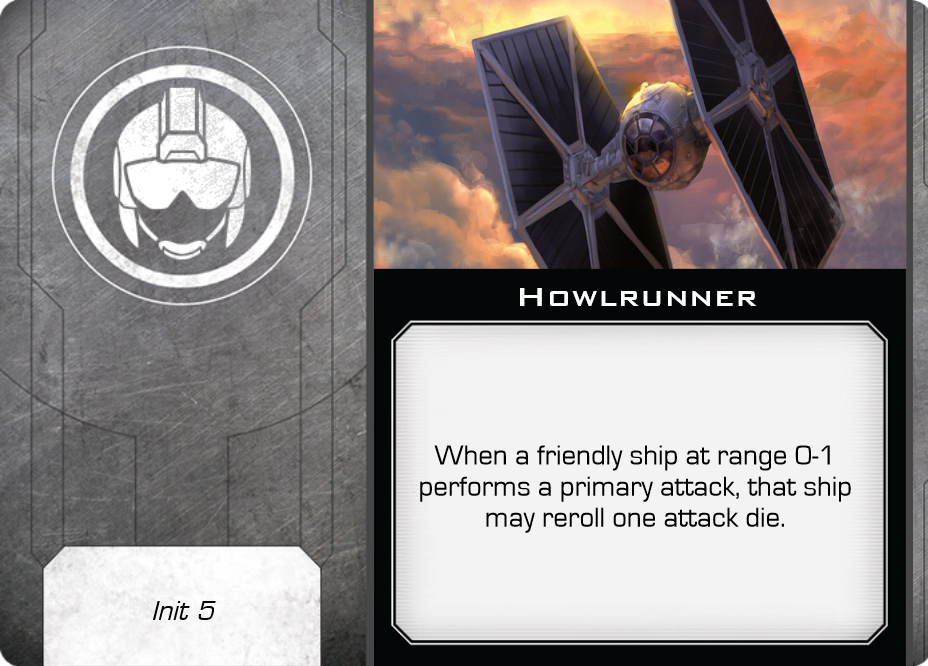 Howlrunner
When a friendly ship at range 0-1
performs a primary attack, that ship
may reroll one attack die.
Init 5